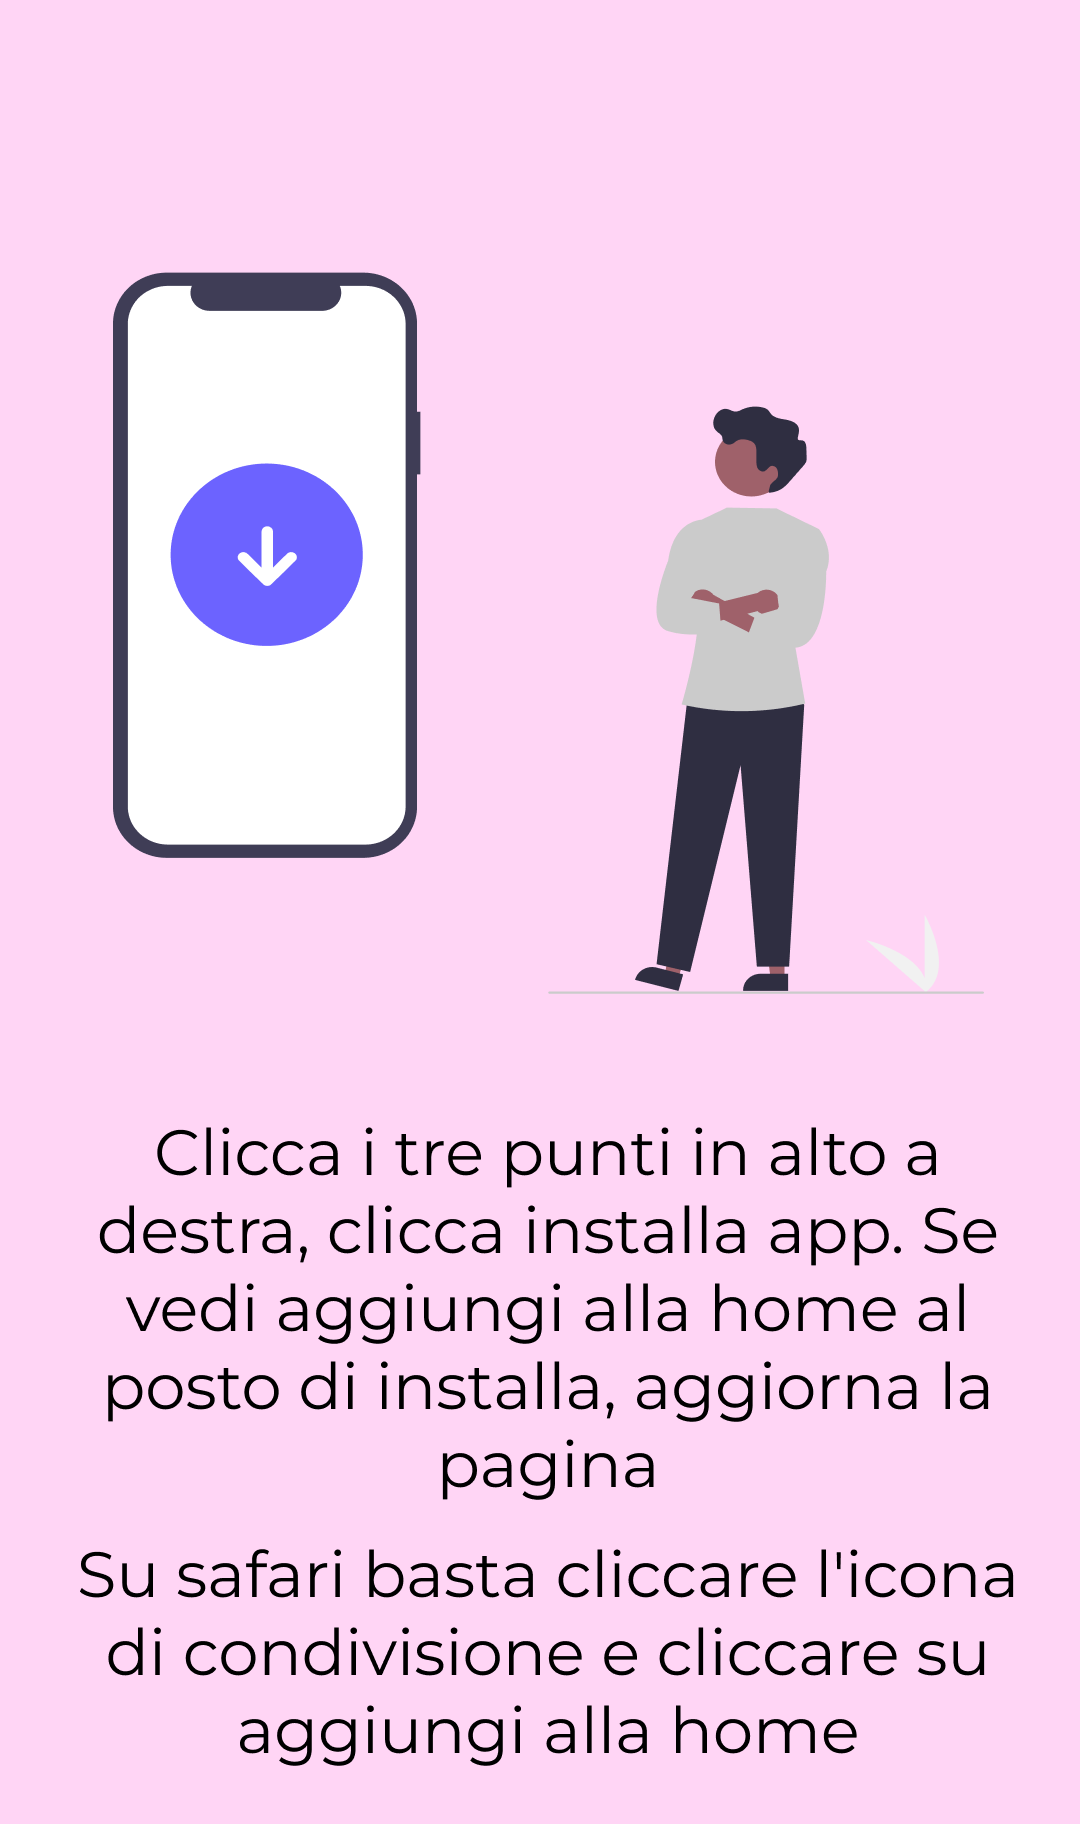 Clicca i tre punti in alto a
destra, clicca installa app. Se
vedi aggiungi alla home al
posto di installa, aggiorna la
pagina
Su safari basta cliccare l'icona
di condivisione e cliccare su
aggiungi alla home